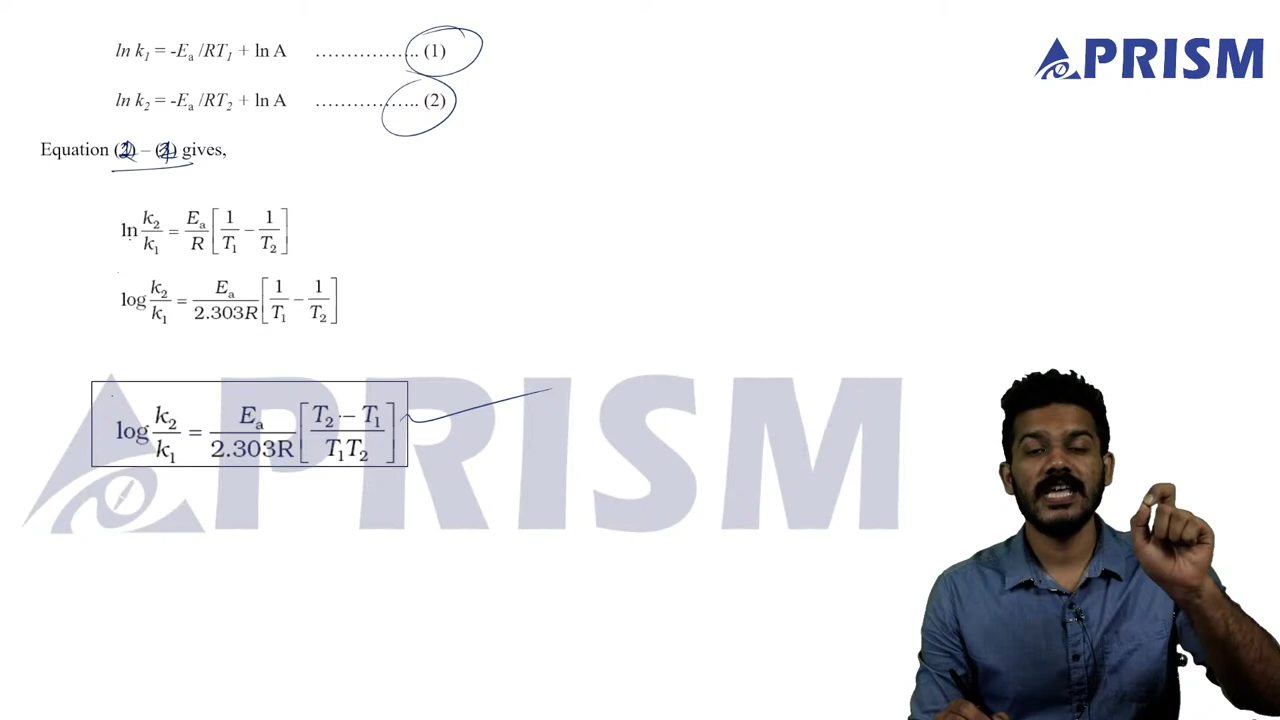 ln k₁ = -Eₐ /RT₁ + ln A ................. (1)
PRISM
ln k₂ = -Eₐ /RT₂ + ln A ................. (2)
Equation (2) – (1) gives,
ln k₂/k₁ = Eₐ/R [1/T₁ − 1/T₂]
log k₂/k₁ = Eₐ/2.303R [1/T₁ − 1/T₂]
log k₂/k₁ = Eₐ/2.303R [T₂ − T₁/T₁T₂]
PRISM